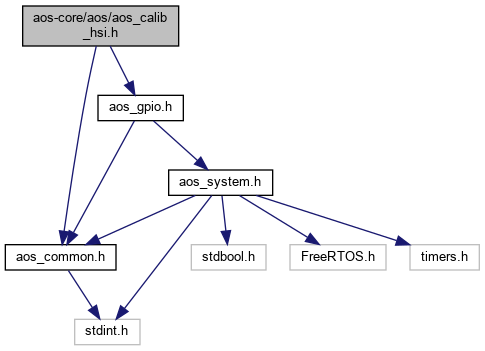 aos-core/aos/aos_calib
_hsi.h
aos_gpio.h
aos_system.h
aos_common.h
stdbool.h
FreeRTOS.h
timers.h
stdint.h